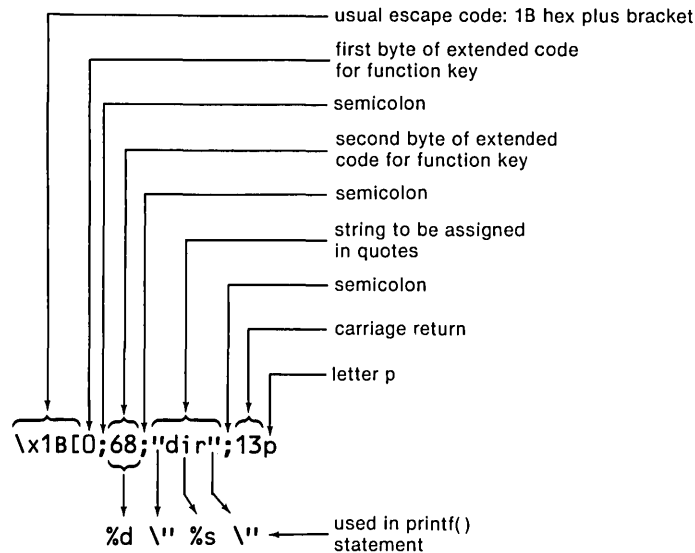 usual escape code: 1B hex plus bracket
first byte of extended code
for function key
semicolon
second byte of extended
code for function key
semicolon
string to be assigned
in quotes
semicolon
carriage return
letter p
\x1B[0;68;"dir";13p
%d \" %s \"
used in printf()
statement